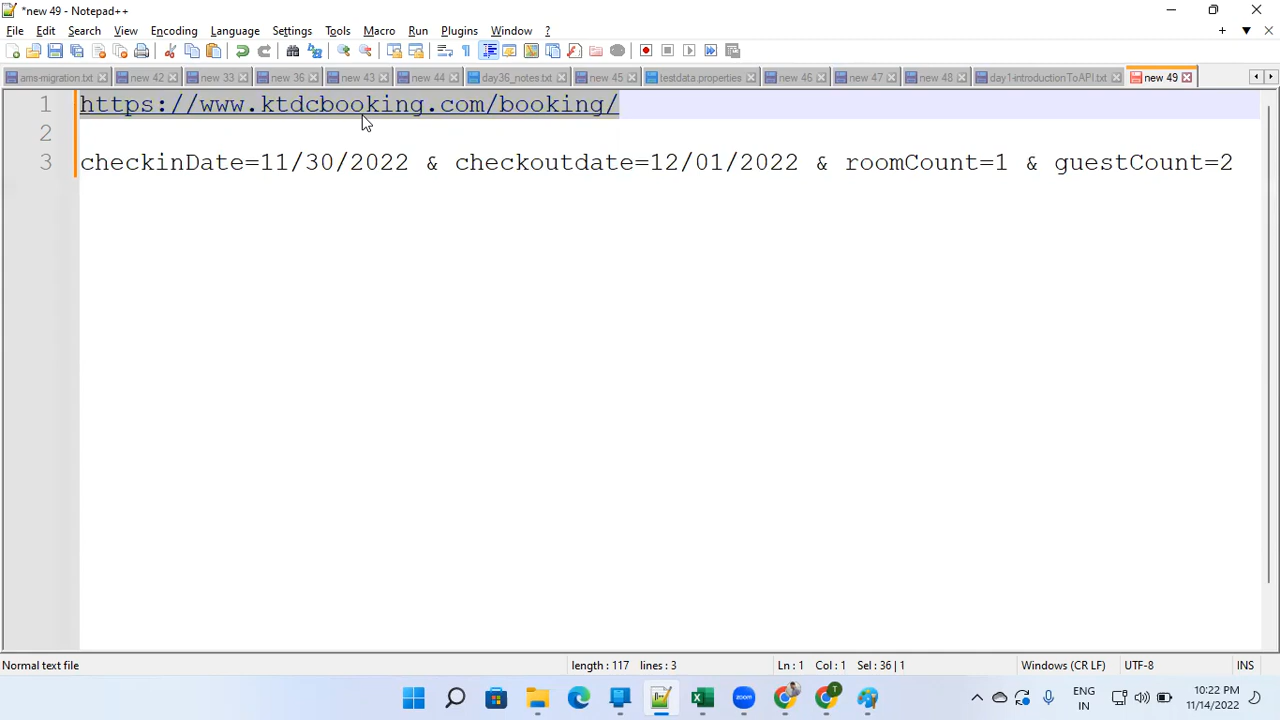 *new 49 - Notepad++
File Edit Search View Encoding Language Settings Tools Macro Run Plugins Window ?
ams-migration.txt new 42 new 33 new 36 new 43 new 44 day36_notes.txt new 45 testdata.properties new 46 new 47 new 48 day1-introductionToAPI.txt new 49
1 https://www.ktdcbooking.com/booking/
2
3 checkinDate=11/30/2022 & checkoutdate=12/01/2022 & roomCount=1 & guestCount=2
Normal text file length : 117 lines : 3 Ln : 1 Col : 1 Sel : 36 | 1 Windows (CR LF) UTF-8 INS
ENG
IN
10:22 PM
11/14/2022